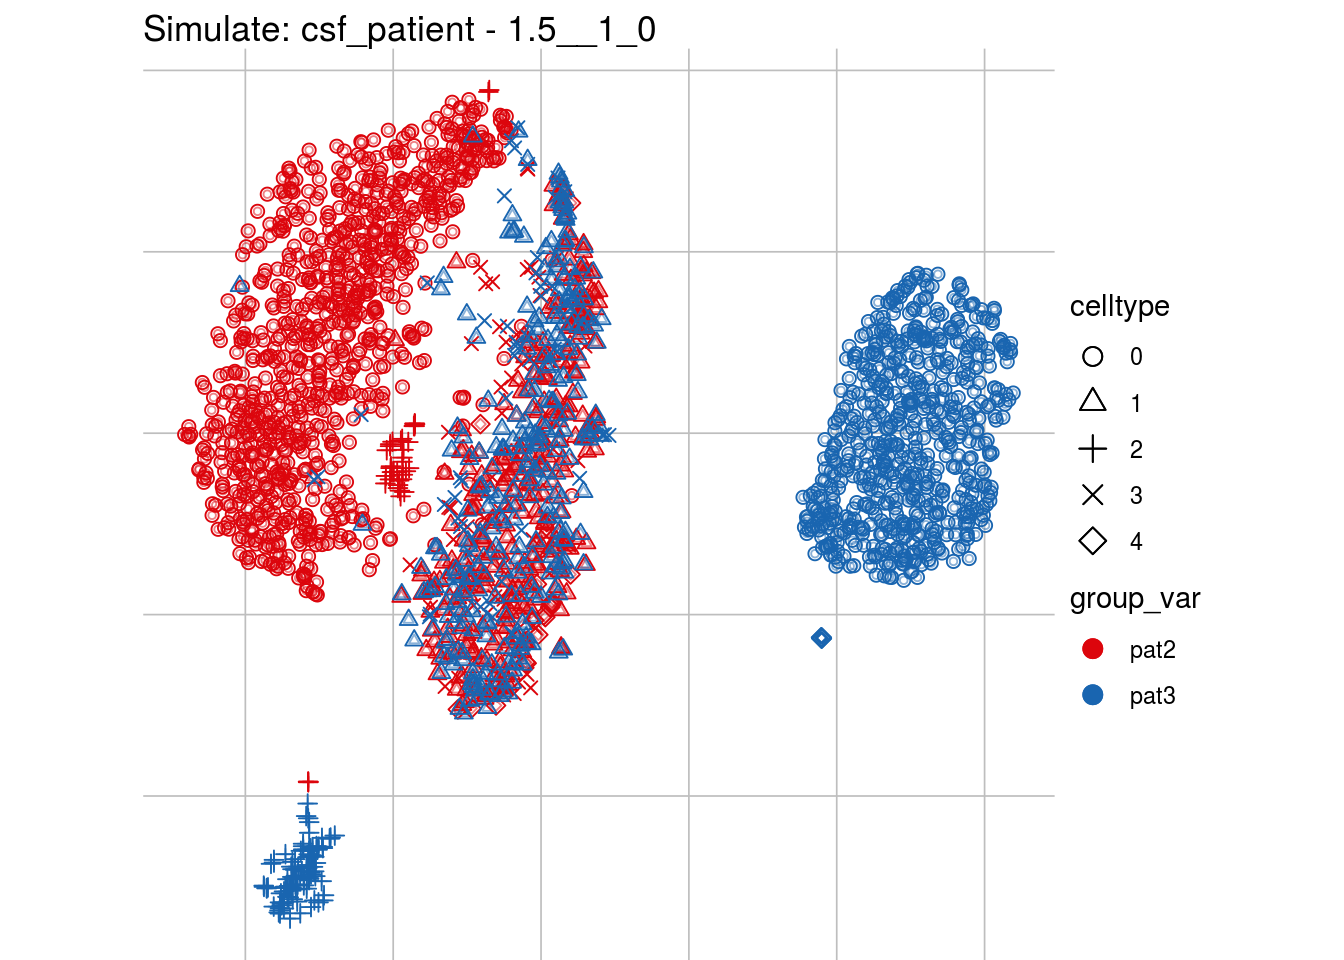 Simulate: csf_patient - 1.5__1_0
celltype
0
1
2
3
4
group_var
pat2
pat3